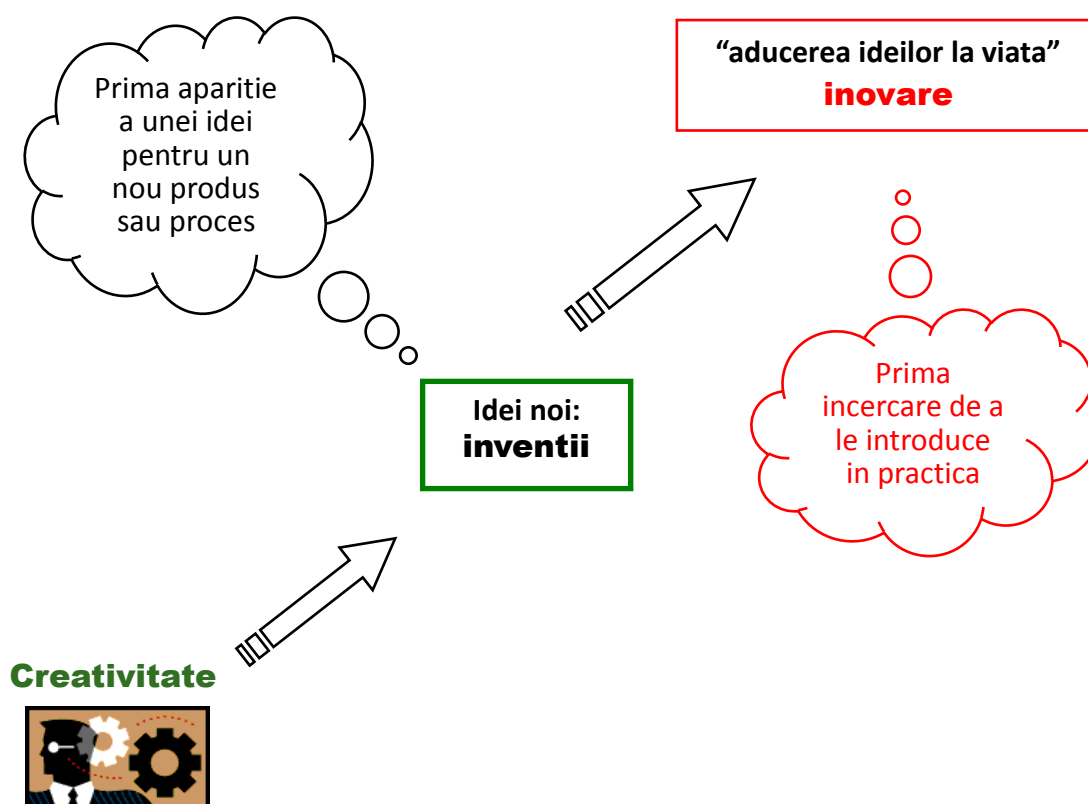 Prima aparitie
a unei idei
pentru un
nou produs
sau proces
“aducerea ideilor la viata”
inovare
Idei noi:
inventii
Prima
incercare de a
le introduce
in practica
Creativitate